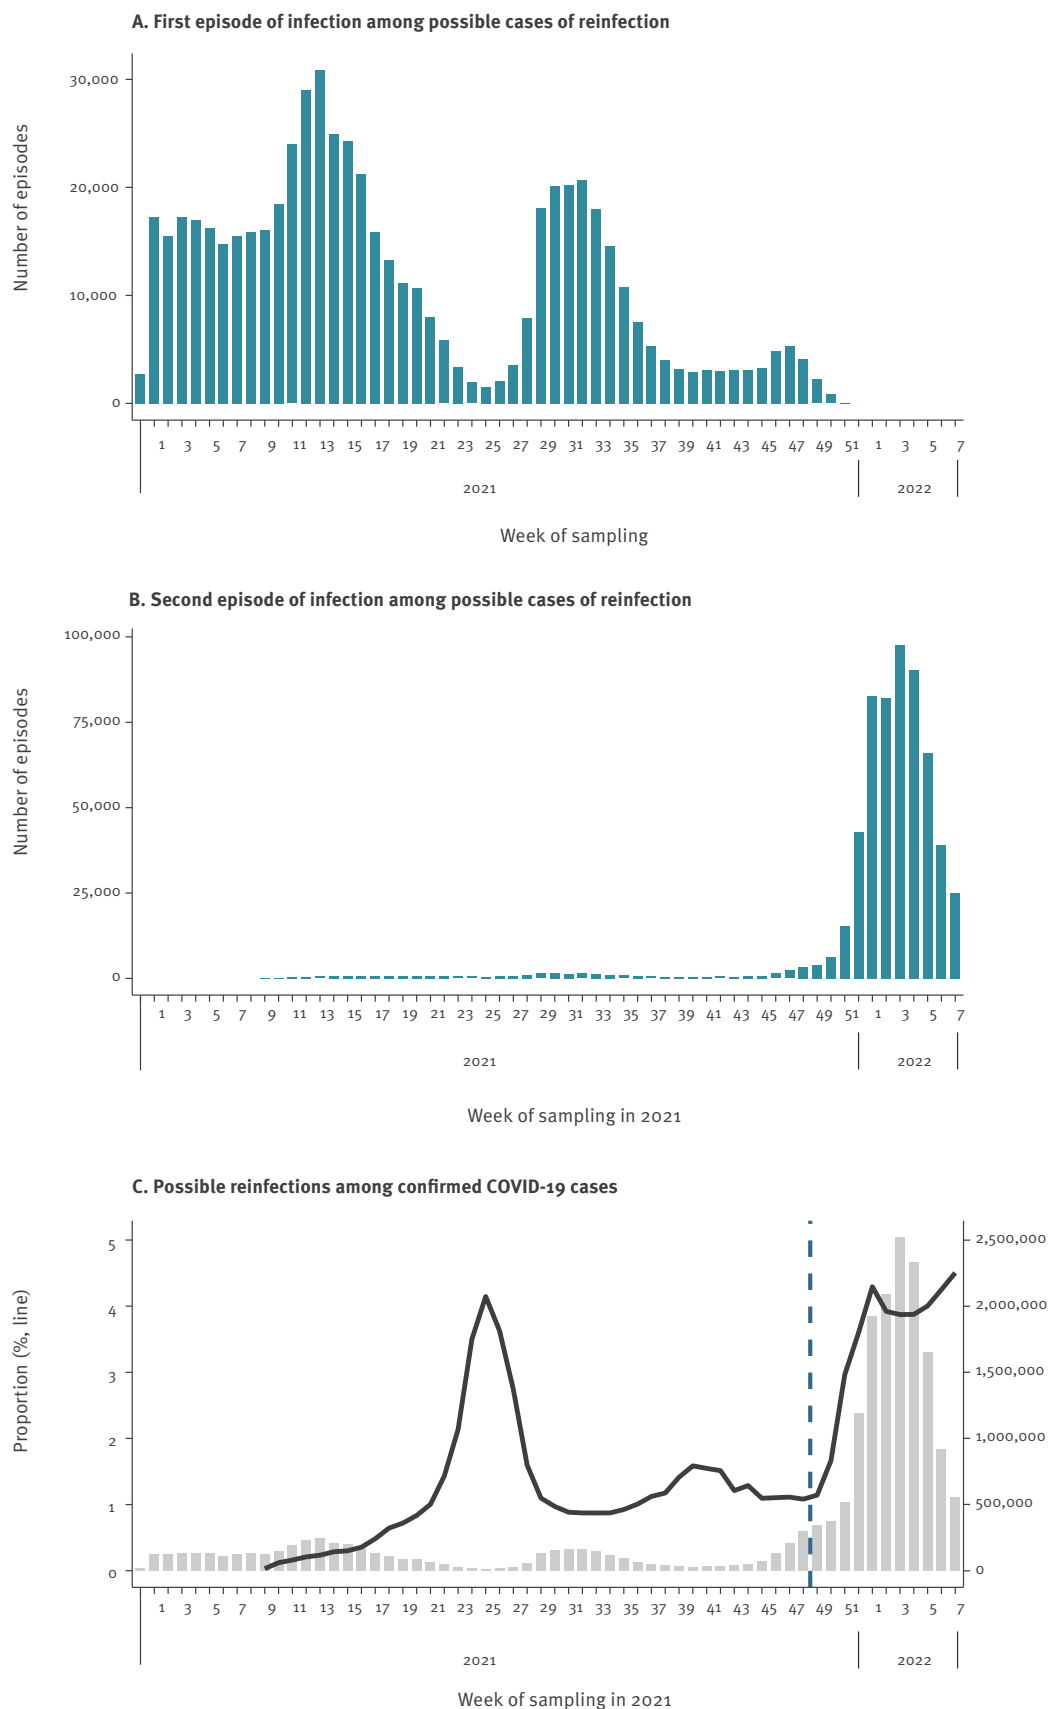 A. First episode of infection among possible cases of reinfection
30,000
20,000
10,000
0
Number of episodes
1 3 5 7 9 11 13 15 17 19 21 23 25 27 29 31 33 35 37 39 41 43 45 47 49 51 1 3 5 7
2021 2022
Week of sampling
B. Second episode of infection among possible cases of reinfection
100,000
75,000
50,000
25,000
0
Number of episodes
1 3 5 7 9 11 13 15 17 19 21 23 25 27 29 31 33 35 37 39 41 43 45 47 49 51 1 3 5 7
2021 2022
Week of sampling in 2021
C. Possible reinfections among confirmed COVID-19 cases
5 2,500,000
4 2,000,000
3 1,500,000
2 1,000,000
1 500,000
0 0
Proportion (%, line)
1 3 5 7 9 11 13 15 17 19 21 23 25 27 29 31 33 35 37 39 41 43 45 47 49 51 1 3 5 7
2021 2022
Week of sampling in 2021